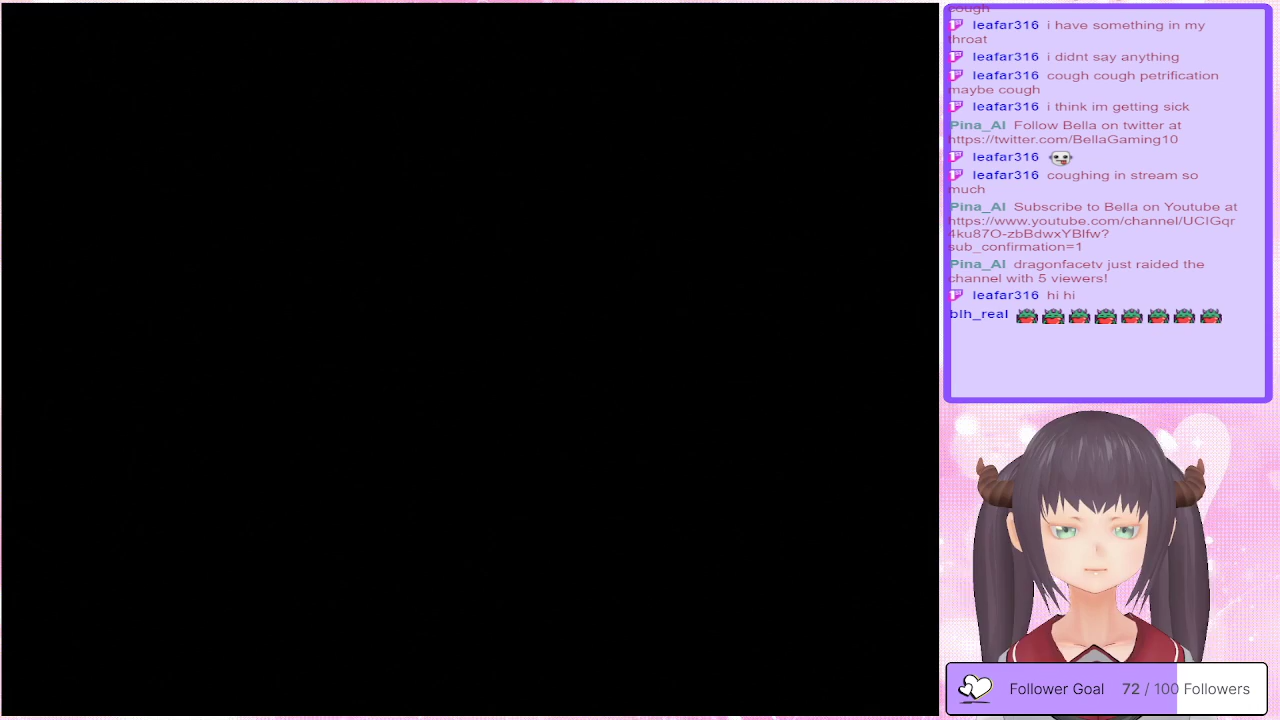 cough
leafar316 i have something in my
throat
leafar316 i didnt say anything
leafar316 cough cough petrification
maybe cough
leafar316 i think im getting sick
Pina_AI Follow Bella on twitter at
https://twitter.com/BellaGaming10
leafar316
leafar316 coughing in stream so
much
Pina_AI Subscribe to Bella on Youtube at
https://www.youtube.com/channel/UCIGqr
4ku87O-zbBdwxYBlfw?
sub_confirmation=1
Pina_AI dragonfacetv just raided the
channel with 5 viewers!
leafar316 hi hi
blh_real
Follower Goal 72 / 100 Followers